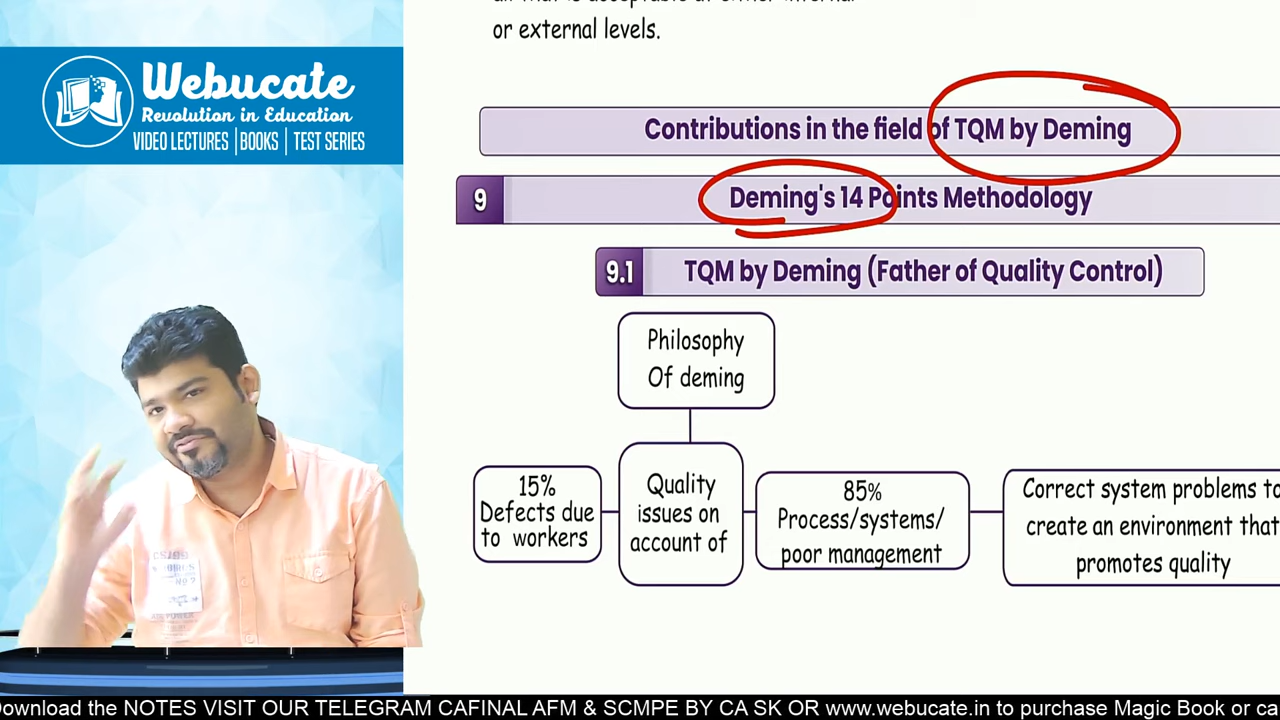 or external levels.
Webucate
Revolution in Education
VIDEO LECTURES | BOOKS | TEST SERIES
Contributions in the field of TQM by Deming
9 Deming's 14 Points Methodology
9.1 TQM by Deming (Father of Quality Control)
Philosophy
Of deming
15%
Defects due
to workers
Quality
issues on
account of
85%
Process/systems/
poor management
Correct system problems to
create an environment that
promotes quality
ownload the NOTES VISIT OUR TELEGRAM CAFINAL AFM & SCMPE BY CA SK OR www.webucate.in to purchase Magic Book or ca